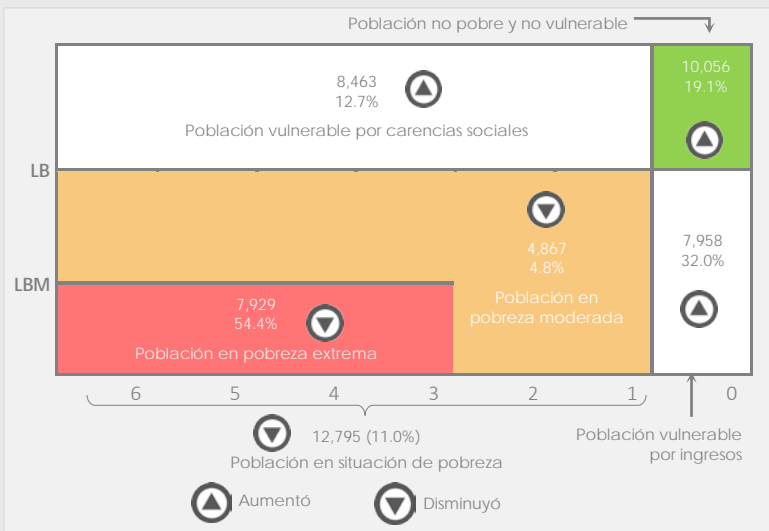 Población no pobre y no vulnerable
8,463
12.7%
Población vulnerable por carencias sociales
10,056
19.1%
LB
4,867
4.8%
Población en
pobreza moderada
7,958
32.0%
LBM
7,929
54.4%
Población en pobreza extrema
6 5 4 3 2 1 0
12,795 (11.0%)
Población en situación de pobreza
Población vulnerable
por ingresos
Aumentó
Disminuyó